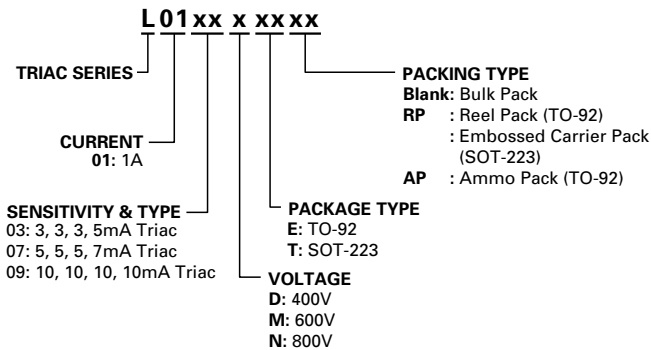 L01xx x xx xx
TRIAC SERIES
CURRENT
01: 1A
SENSITIVITY & TYPE
03: 3, 3, 3, 5mA Triac
07: 5, 5, 5, 7mA Triac
09: 10, 10, 10, 10mA Triac
VOLTAGE
D: 400V
M: 600V
N: 800V
PACKAGE TYPE
E: TO-92
T: SOT-223
PACKING TYPE
Blank: Bulk Pack
RP : Reel Pack (TO-92)
: Embossed Carrier Pack
(SOT-223)
AP : Ammo Pack (TO-92)